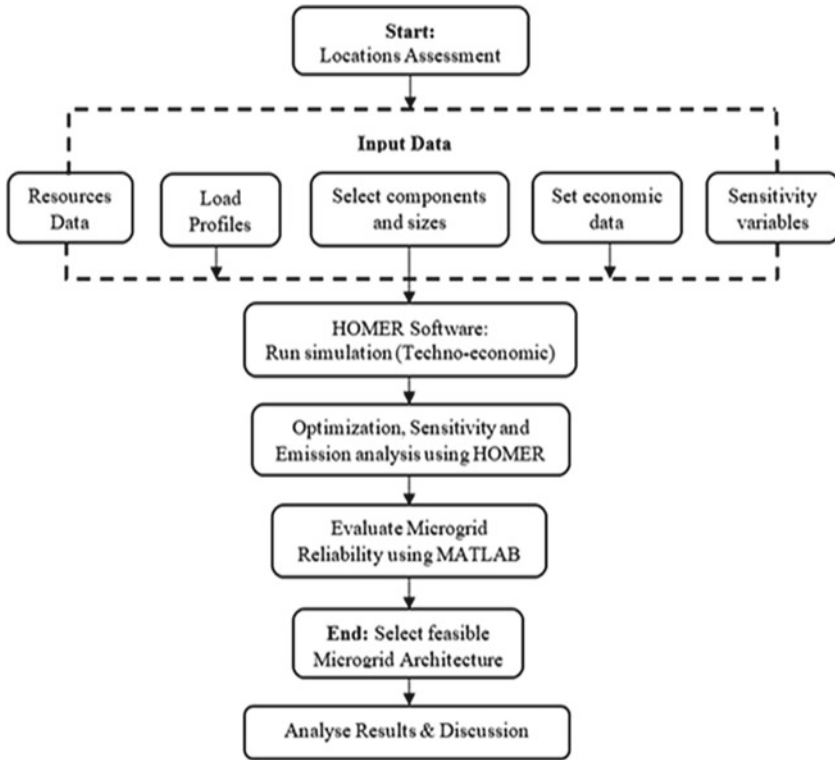 Start:
Locations Assessment
Input Data
Resources
Data
Load
Profiles
Select components
and sizes
Set economic
data
Sensitivity
variables
HOMER Software:
Run simulation (Techno-economic)
Optimization, Sensitivity and
Emission analysis using HOMER
Evaluate Microgrid
Reliability using MATLAB
End: Select feasible
Microgrid Architecture
Analyse Results & Discussion